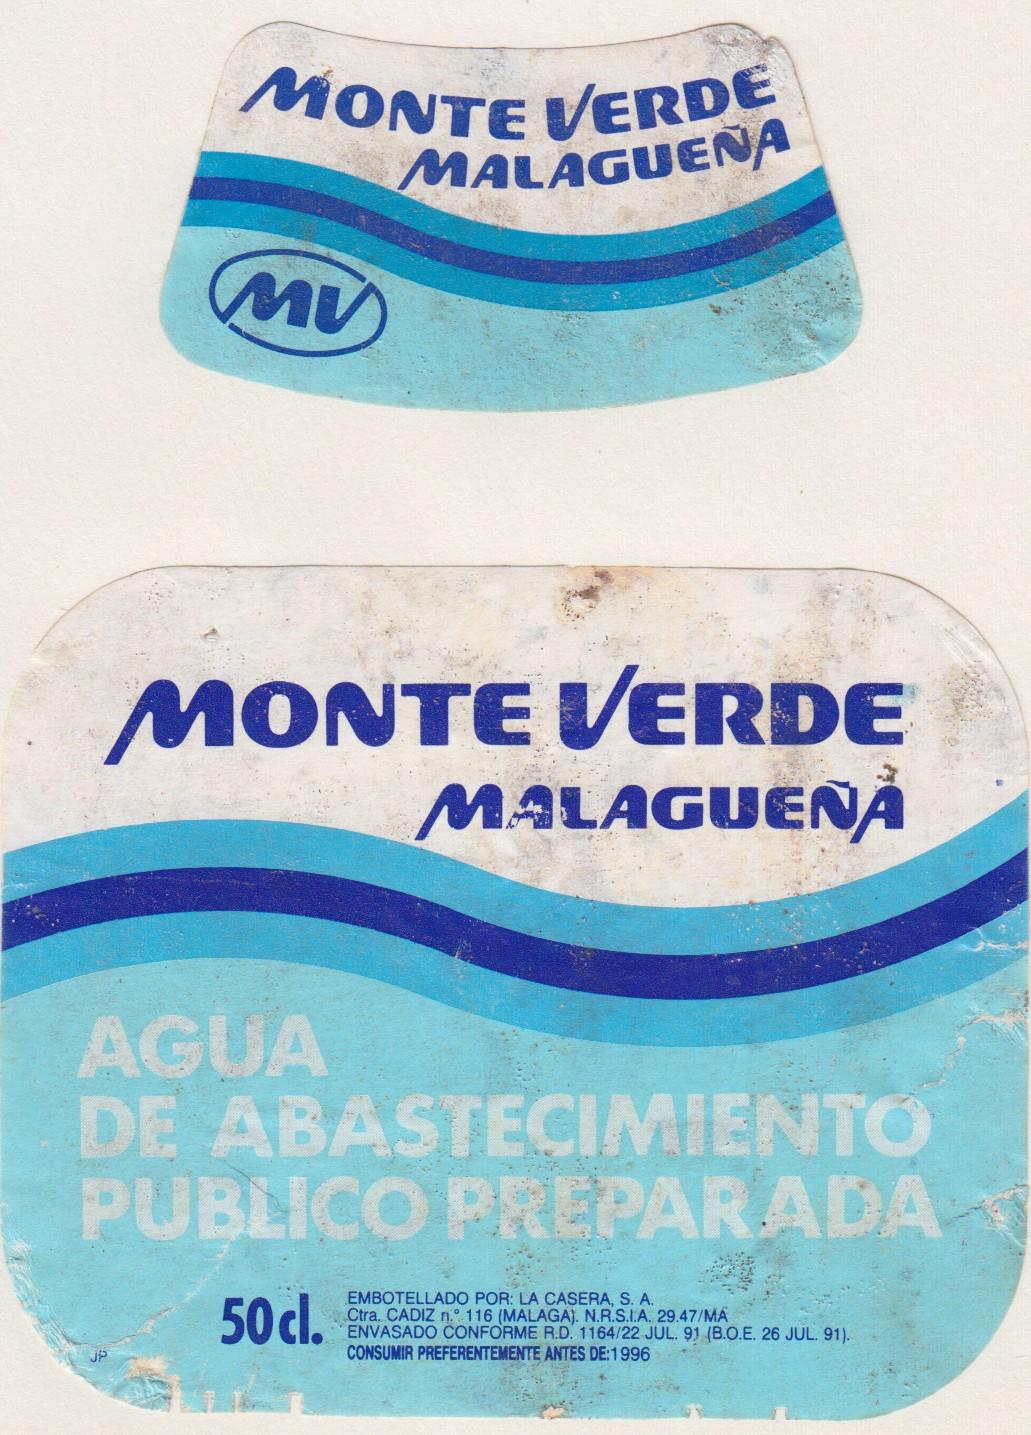 MONTE VERDE
MALAGUEÑA
MV
MONTE VERDE
MALAGUEÑA
AGUA
DE ABASTECIMIENTO
PUBLICO PREPARADA
50 cl.
EMBOTELLADO POR: LA CASERA, S. A.
Ctra. CADIZ n.° 116 (MALAGA). N.R.S.I.A. 29.47/MA
ENVASADO CONFORME R.D. 1164/22 JUL. 91 (B.O.E. 26 JUL. 91).
CONSUMIR PREFERENTEMENTE ANTES DE:1996
JP